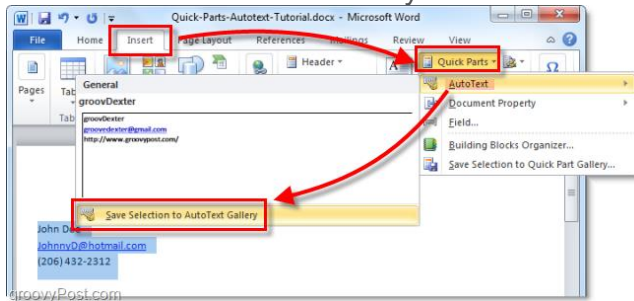 Quick-Parts-Autotext-Tutorial.docx - Microsoft Word
File Home Insert Page Layout References Mailings Review View
Pages Header Quick Parts
General
groovDexter
groovDexter
groovedexter@gmail.com
http://www.groovypost.com/
Save Selection to AutoText Gallery
AutoText
Document Property
Field...
Building Blocks Organizer...
Save Selection to Quick Part Gallery...
John Doe
JohnnyD@hotmail.com
(206) 432-2312
groovyPost.com